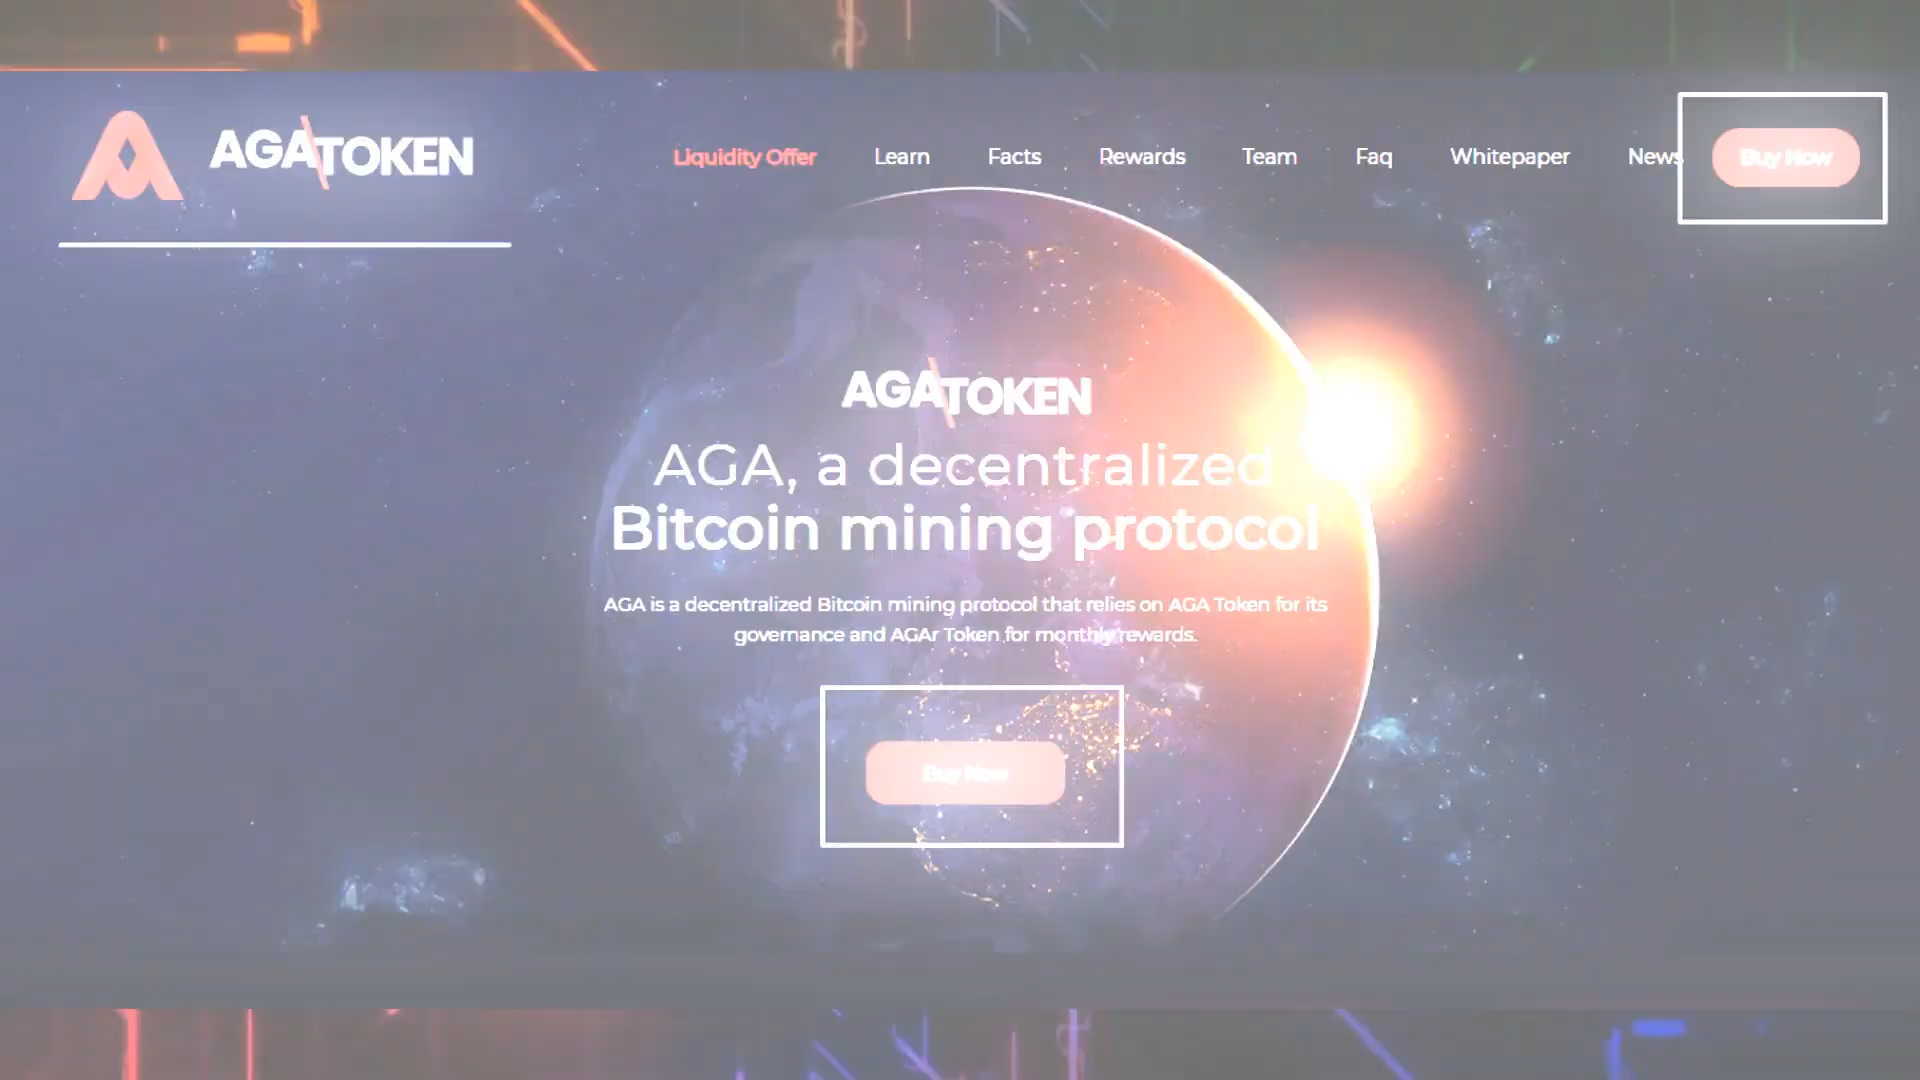 AGATOKEN
Liquidity Offer
Learn
Facts
Rewards
Team
Faq
Whitepaper
News
Buy Now
AGATOKEN
AGA, a decentralized
Bitcoin mining protocol
AGA is a decentralized Bitcoin mining protocol that relies on AGA Token for its
governance and AGAr Token for monthly rewards.
Buy Now